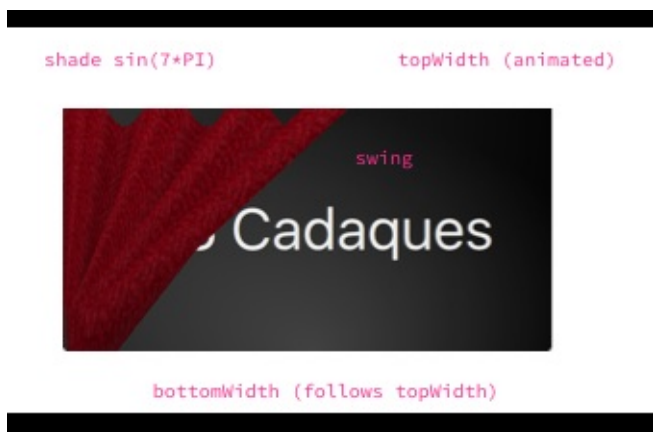 shade sin(7*PI)
topWidth (animated)
swing
Cadaques
bottomWidth (follows topWidth)